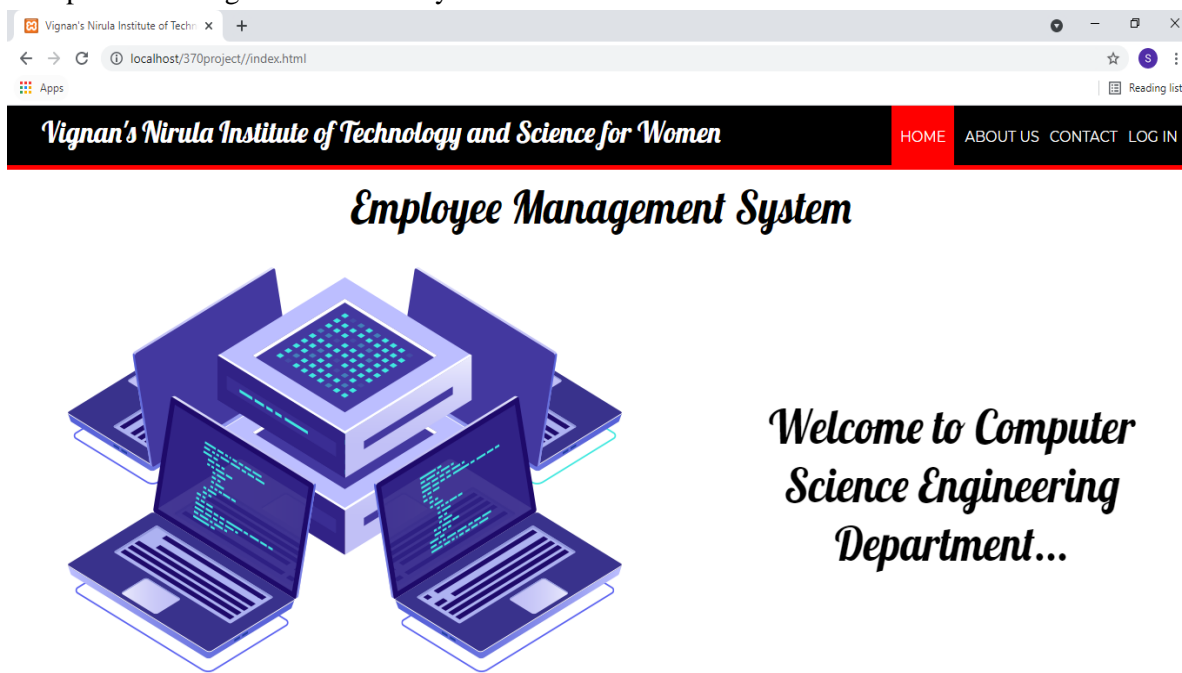 Vignan's Nirula Institute of Techn
localhost/370project//index.html
S
Apps
Reading list
Vignan's Nirula Institute of Technology and Science for Women
HOME ABOUT US CONTACT LOG IN
Employee Management System
Welcome to Computer
Science Engineering
Department...